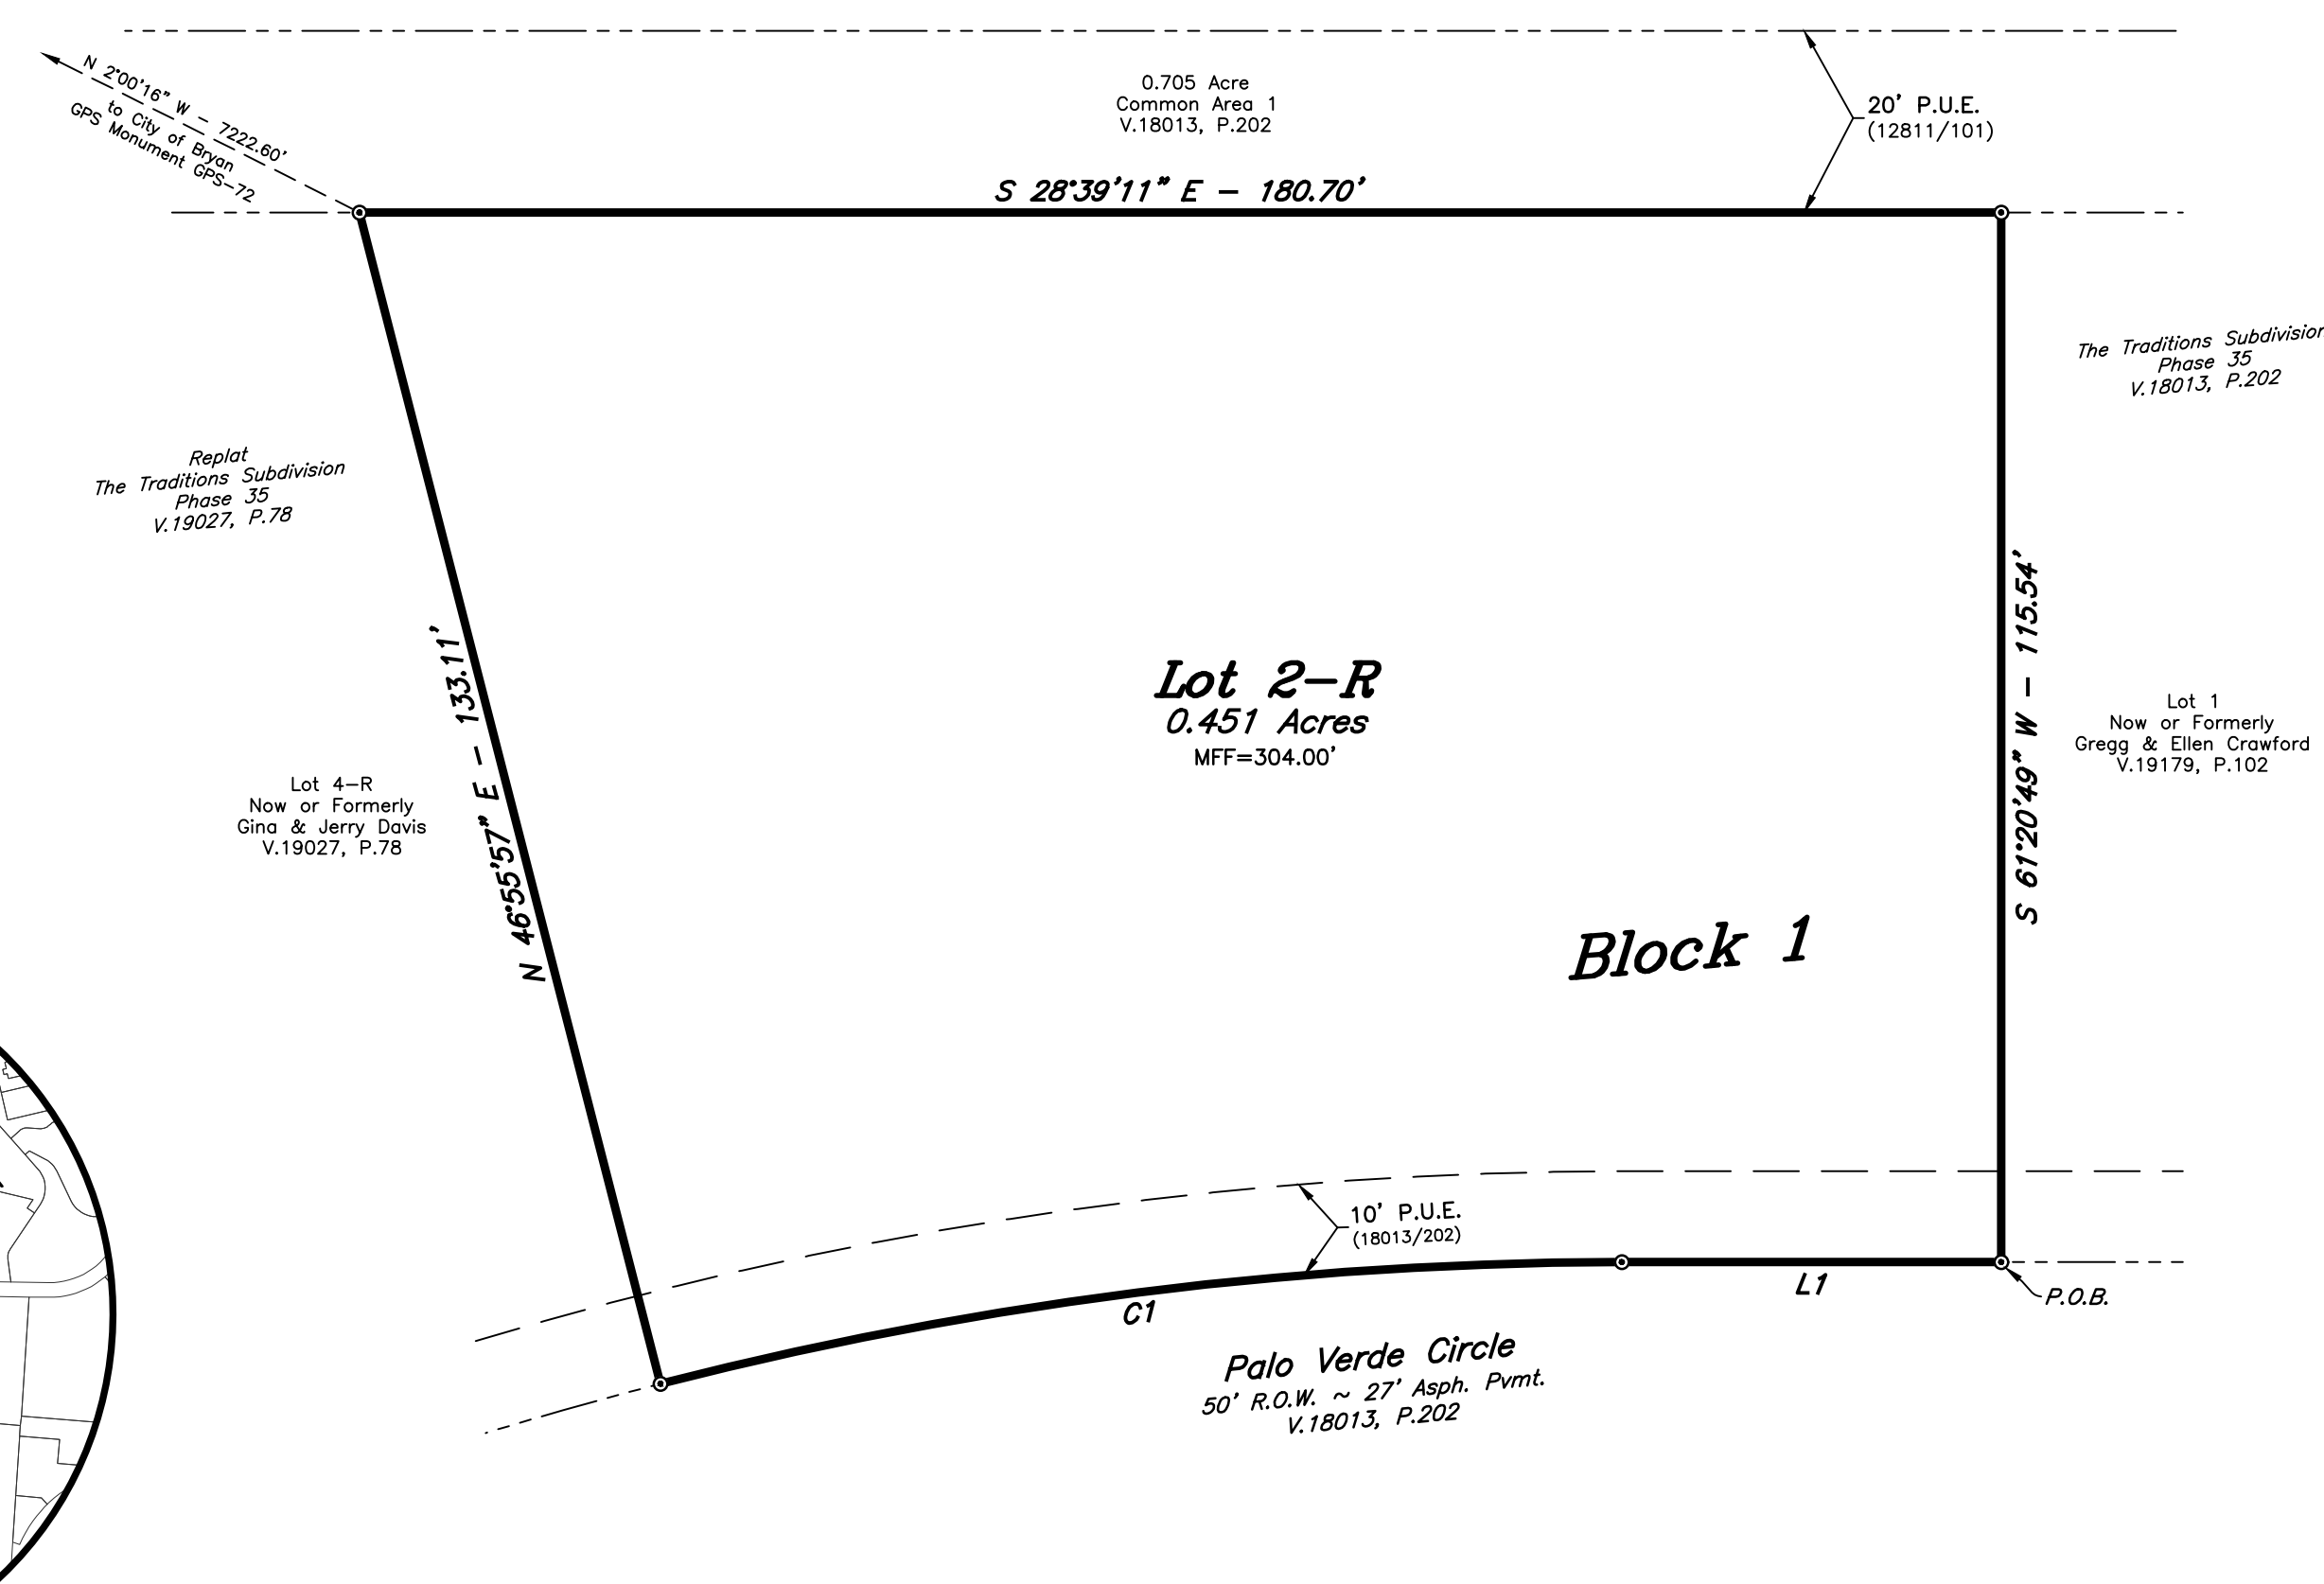 N 2°00'16" W - 7222.60'
to City of Bryan
GPS Monument GPS-72
0.705 Acre
Common Area 1
V.18013, P.202
20' P.U.E.
(12811/101)
S 28°39'11" E - 180.70'
The Traditions Subdivision
Phase 35
V.18013, P.202
Replat
The Traditions Subdivision
Phase 35
V.19027, P.78
N 46°55'57" E - 133.11'
S 61°20'49" W - 115.54'
Lot 2-R
0.451 Acres
MFF=304.00'
Lot 1
Now or Formerly
Gregg & Ellen Crawford
V.19179, P.102
Lot 4-R
Now or Formerly
Gina & Jerry Davis
V.19027, P.78
Block 1
10' P.U.E.
(18013/202)
C1
L1
P.O.B.
Palo Verde Circle
50' R.O.W. ~ 27' Asph. Pvmt.
V.18013, P.202